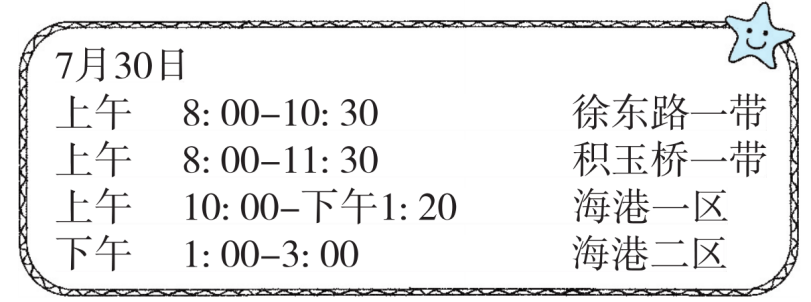 7月30日
上午 8:00-10:30 徐东路一带
上午 8:00-11:30 积玉桥一带
上午 10:00-下午1:20 海港一区
下午 1:00-3:00 海港二区